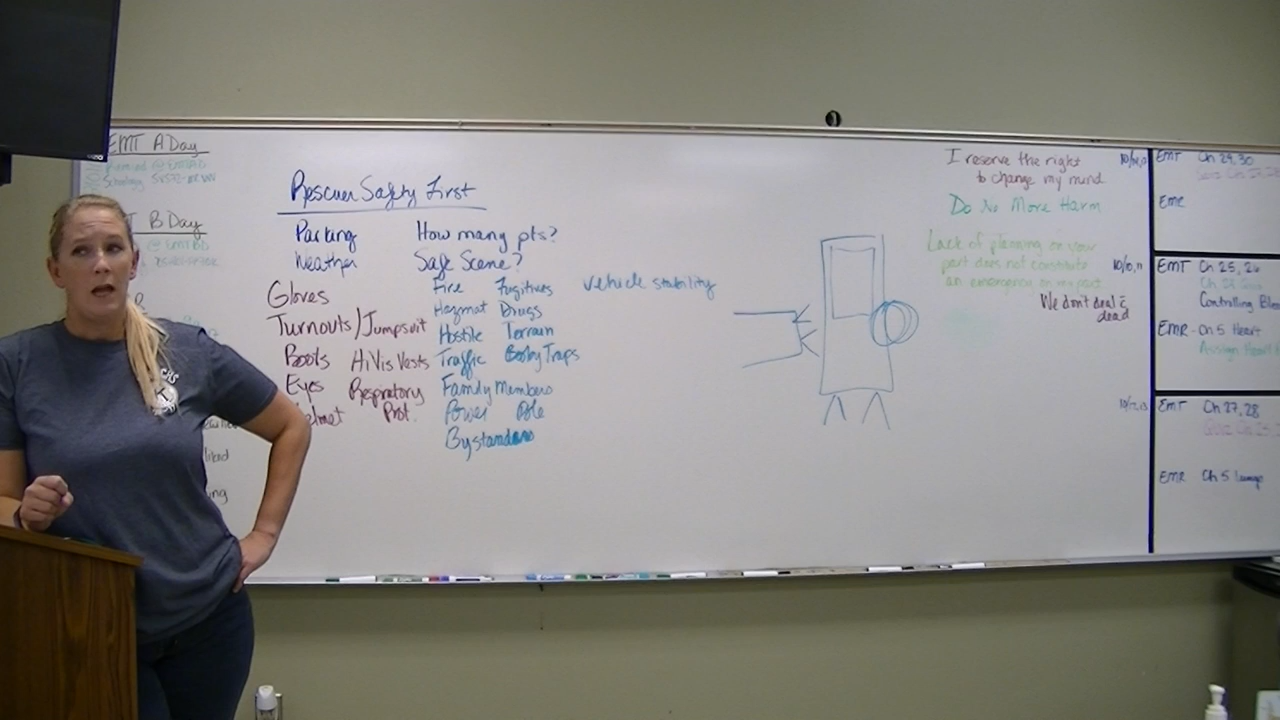 EMT A Day
B Day
Rescuer Safety First
Parking
Weather
How many pts?
Safe Scene?
Gloves
Turnouts/Jumpsuit
Boots HiVis Vests
Eyes Respiratory
Helmet Prot.
Fire Fugitives
Hazmat Drugs
Hostile Terrain
Traffic Booby Traps
Family Members
Power Pole
Bystanders
vehicle stability
I reserve the right
to change my mind
Do No More Harm
Lack of planning on your
part does not constitute
an emergency on my part
We don't deal c̄
dead
EMT Ch 29, 30
EMR
EMT Ch 25, 26
Controlling
EMR - Ch 5 Heart
Assign
EMT Ch 27, 28
EMR Ch 5 lungs